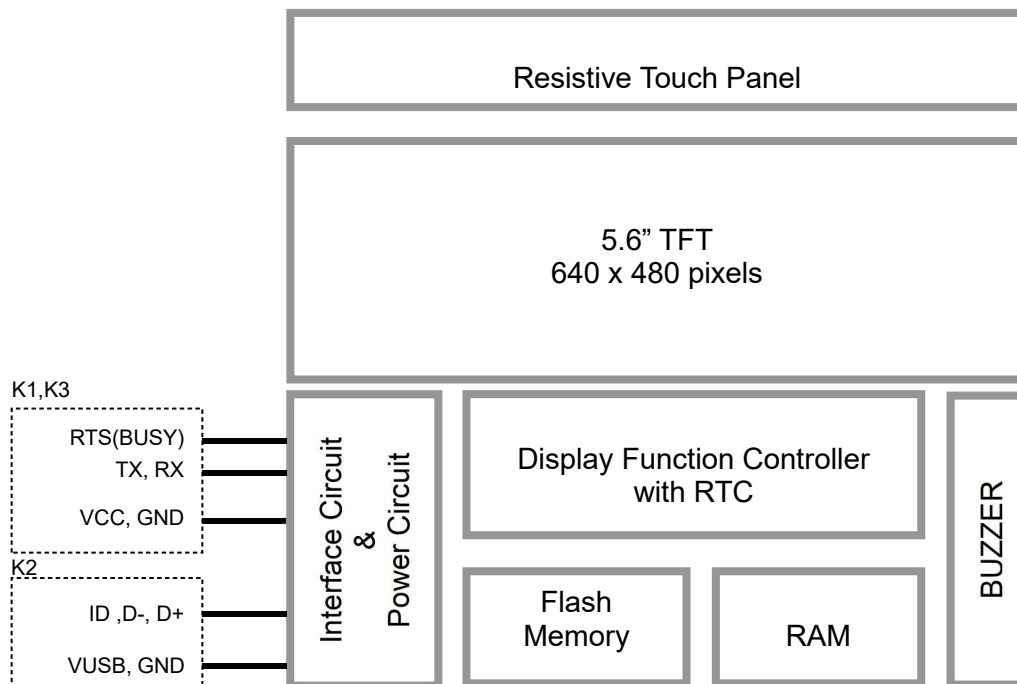 Resistive Touch Panel
5.6” TFT
640 x 480 pixels
K1,K3
RTS(BUSY)
TX, RX
VCC, GND
K2
ID ,D-, D+
VUSB, GND
Interface Circuit
&
Power Circuit
Display Function Controller
with RTC
Flash
Memory
RAM
BUZZER